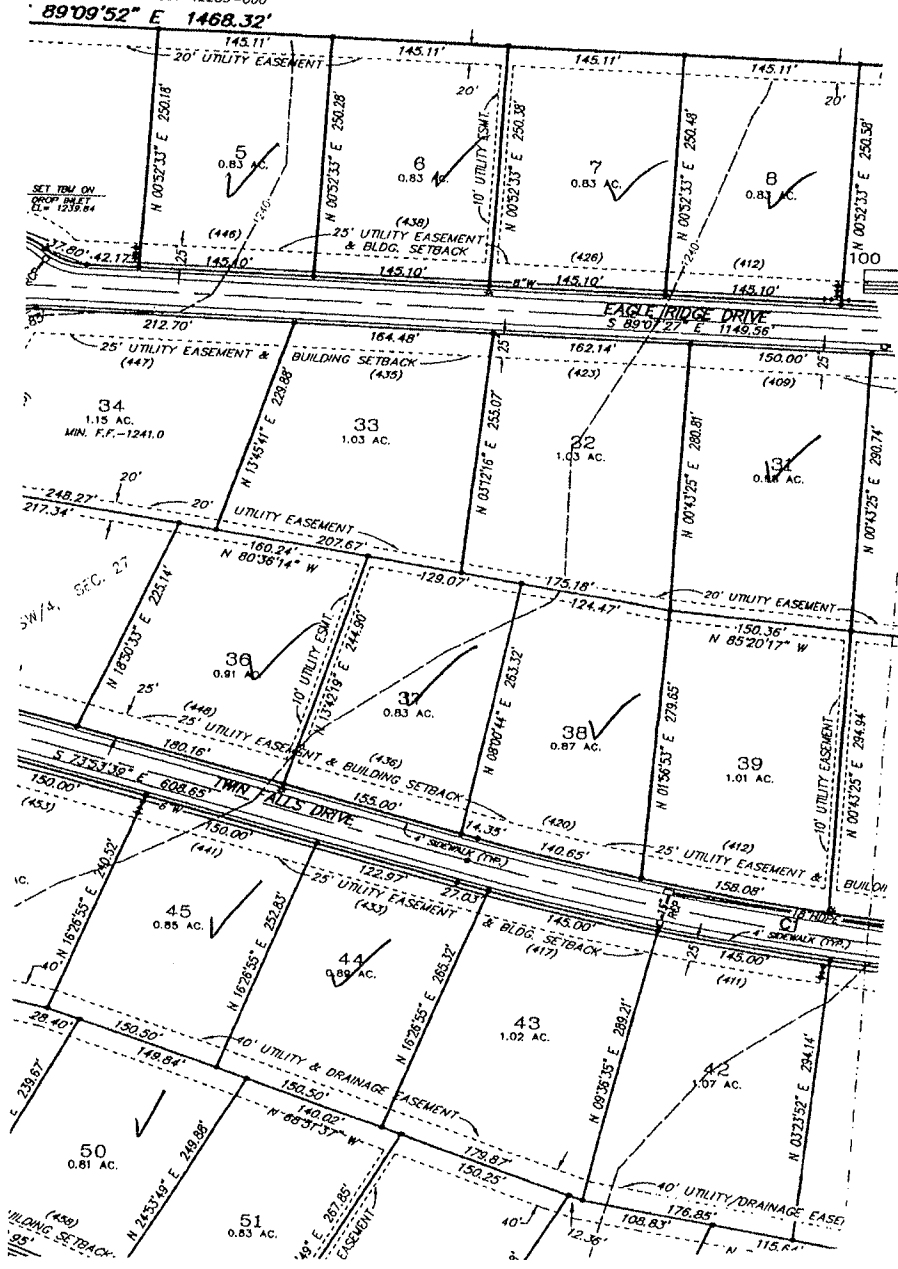 89°09'52" E 1468.32'
145.11'
145.11'
145.11'
145.11'
20' UTILITY EASEMENT
20'
20'
N 00°52'33" E 250.18'
N 00°52'33" E 250.28'
10' UTILITY ESMT.
N 00°52'33" E 250.38'
N 00°52'33" E 250.48'
N 00°52'33" E 250.58'
5
0.83 AC.
6
0.83 AC.
7
0.83 AC.
8
0.83 AC.
SET TBM ON
DROP INLET
EL= 1239.84
1240
1240
(446)
(438)
25' UTILITY EASEMENT
& BLDG. SETBACK
(426)
(412)
100
37.80'
42.17'
25'
145.10'
145.10'
145.10'
145.10'
8"W
EAGLE RIDGE DRIVE
S 89°07'27" E 1149.56'
212.70'
164.48'
162.14'
150.00'
25' UTILITY EASEMENT &
BUILDING SETBACK
25'
25'
(447)
(435)
(423)
(409)
34
1.15 AC.
MIN. F.F.-1241.0
N 13°45'41" E 229.88'
33
1.03 AC.
N 03°12'16" E 253.07'
32
1.03 AC.
N 00°43'25" E 280.81'
31
N 00°43'25" E 290.74'
248.27'
20'
20' UTILITY EASEMENT
217.34'
160.24'
207.67'
N 80°36'14" W
129.07'
175.18'
124.47'
20' UTILITY EASEMENT
150.36'
N 85°20'17" W
SW/4, SEC. 27
N 18°50'33" E 225.14'
36
0.91 AC.
10' UTILITY ESMT.
N 13°42'19" E 244.90'
37
0.83 AC.
N 08°00'44" E 263.32'
38
0.87 AC.
N 01°56'53" E 279.65'
39
1.01 AC.
10' UTILITY EASEMENT
N 00°43'25" E 294.94'
25'
(448)
25' UTILITY EASEMENT & BUILDING SETBACK
(436)
(420)
(412)
25' UTILITY EASEMENT &
BUILDI
180.16'
155.00'
14.35'
140.65'
158.08'
S 73°53'39" E 608.65'
TWIN FALLS DRIVE
4' SIDEWALK (TYP.)
RCP
18" HDPE
4' SIDEWALK (TYP.)
150.00'
6"W
150.00'
122.97'
27.03'
145.00'
145.00'
(453)
(441)
25' UTILITY EASEMENT
& BLDG. SETBACK
25'
(433)
(417)
(411)
AC.
N 16°26'55" E 240.52'
45
0.85 AC.
N 16°26'55" E 252.83'
44
0.89 AC.
N 16°26'55" E 265.32'
43
1.02 AC.
N 09°36'35" E 289.21'
42
1.07 AC.
N 03°23'52" E 294.14'
40'
28.40'
150.50'
40' UTILITY & DRAINAGE EASEMENT
149.84'
150.50'
140.02'
N 68°51'37" W
179.87'
150.25'
40'
12.36'
40' UTILITY/DRAINAGE EASE
176.85'
108.83'
115.64'
E 239.67'
50
0.81 AC.
N 24°53'49" E 249.88'
51
0.83 AC.
49" E 267.85'
EASEMENT
(458)
UILDING SETBACK
95'